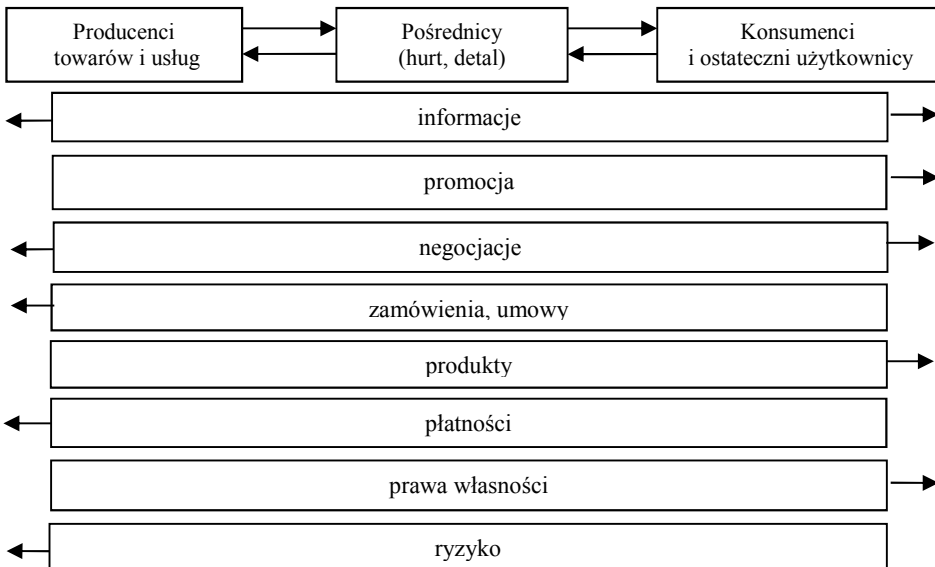 Producenci
towarów i usług
Pośrednicy
(hurt, detal)
Konsumenci
i ostateczni użytkownicy
informacje
promocja
negocjacje
zamówienia, umowy
produkty
płatności
prawa własności
ryzyko